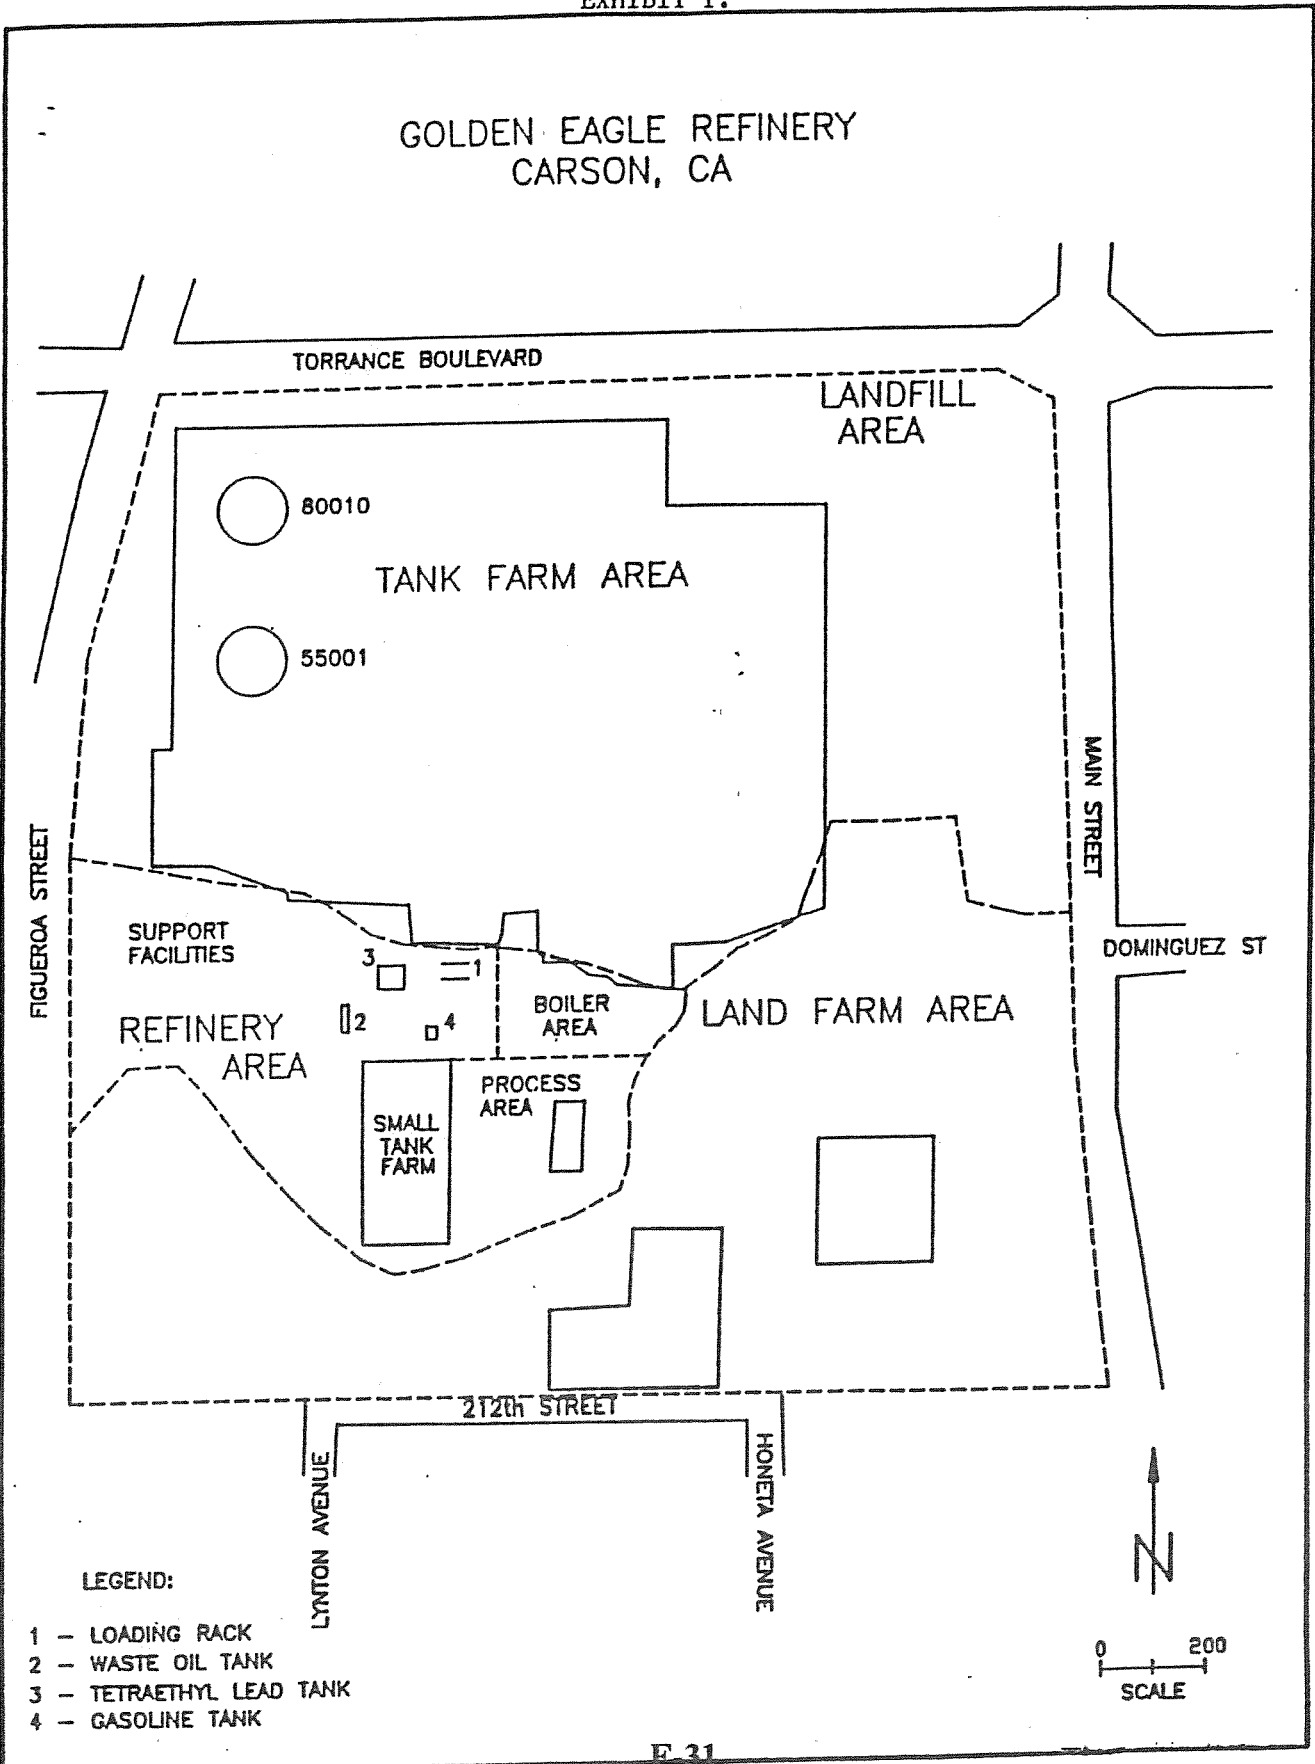 EXHIBIT 1.
GOLDEN EAGLE REFINERY
CARSON, CA
TORRANCE BOULEVARD
LANDFILL
AREA
80010
TANK FARM AREA
55001
MAIN STREET
FIGUEROA STREET
SUPPORT
FACILITIES
3
1
DOMINGUEZ ST
BOILER
AREA
LAND FARM AREA
REFINERY
AREA
2
4
PROCESS
AREA
SMALL
TANK
FARM
212th STREET
LYNTON AVENUE
HONETA AVENUE
N
LEGEND:
1 – LOADING RACK
2 – WASTE OIL TANK
3 – TETRAETHYL LEAD TANK
4 – GASOLINE TANK
0 200
SCALE
E-31